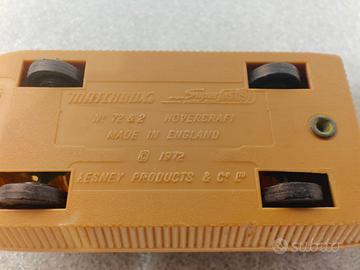 MATCHBOX Superfast
Nº 72 & 2 HOVERCRAFT
MADE IN ENGLAND
© 1972
LESNEY PRODUCTS & Cº Lᵀᴰ
subito